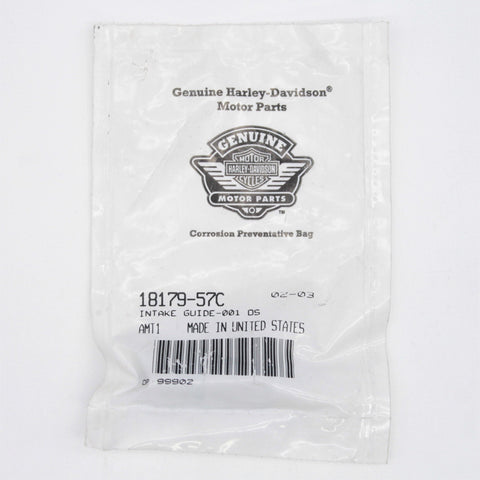 Genuine Harley-Davidson®
Motor Parts
GENUINE
MOTOR
HARLEY-DAVIDSON
CYCLES
MOTOR PARTS
™
Corrosion Preventative Bag
18179-57C 02-03
INTAKE GUIDE-001 OS
AMT1 MADE IN UNITED STATES
99902